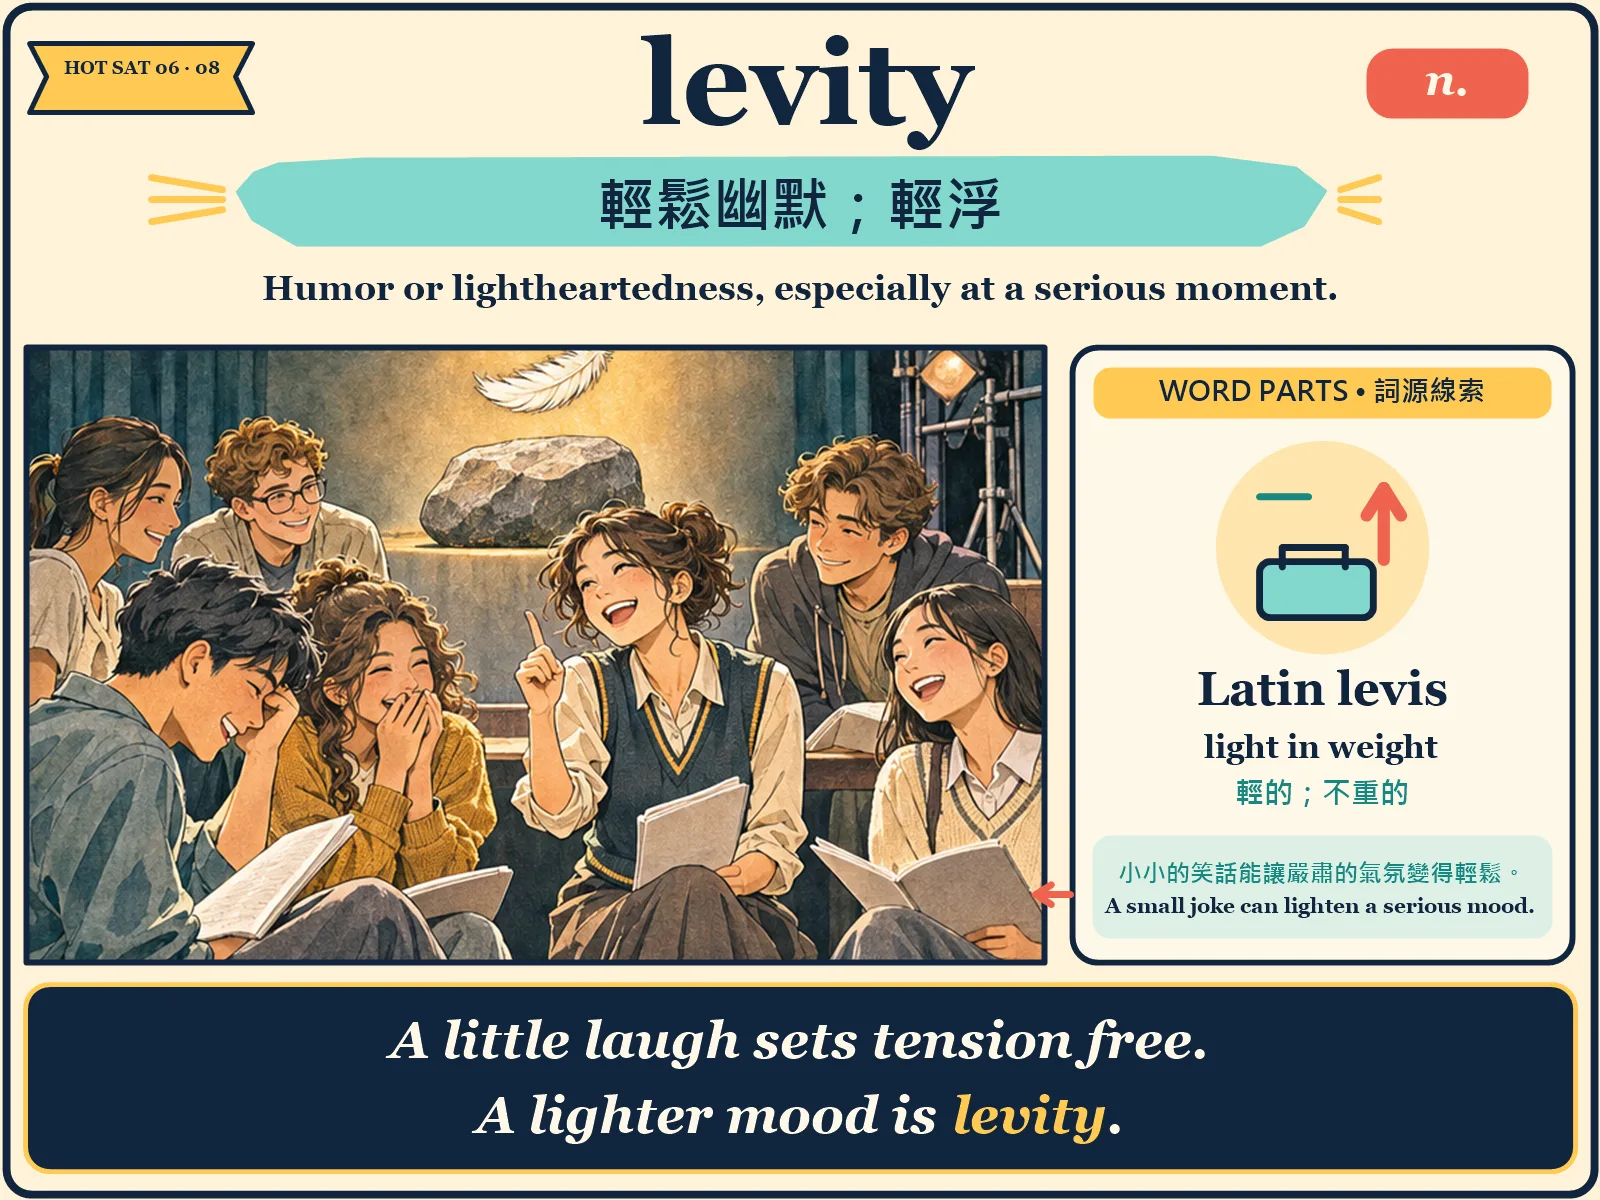 HOT SAT 06 · 08
levity
n.
輕鬆幽默；輕浮
Humor or lightheartedness, especially at a serious moment.
WORD PARTS • 詞源線索
Latin levis
light in weight
輕的；不重的
小小的笑話能讓嚴肅的氣氛變得輕鬆。
A small joke can lighten a serious mood.
A little laugh sets tension free.
A lighter mood is levity.